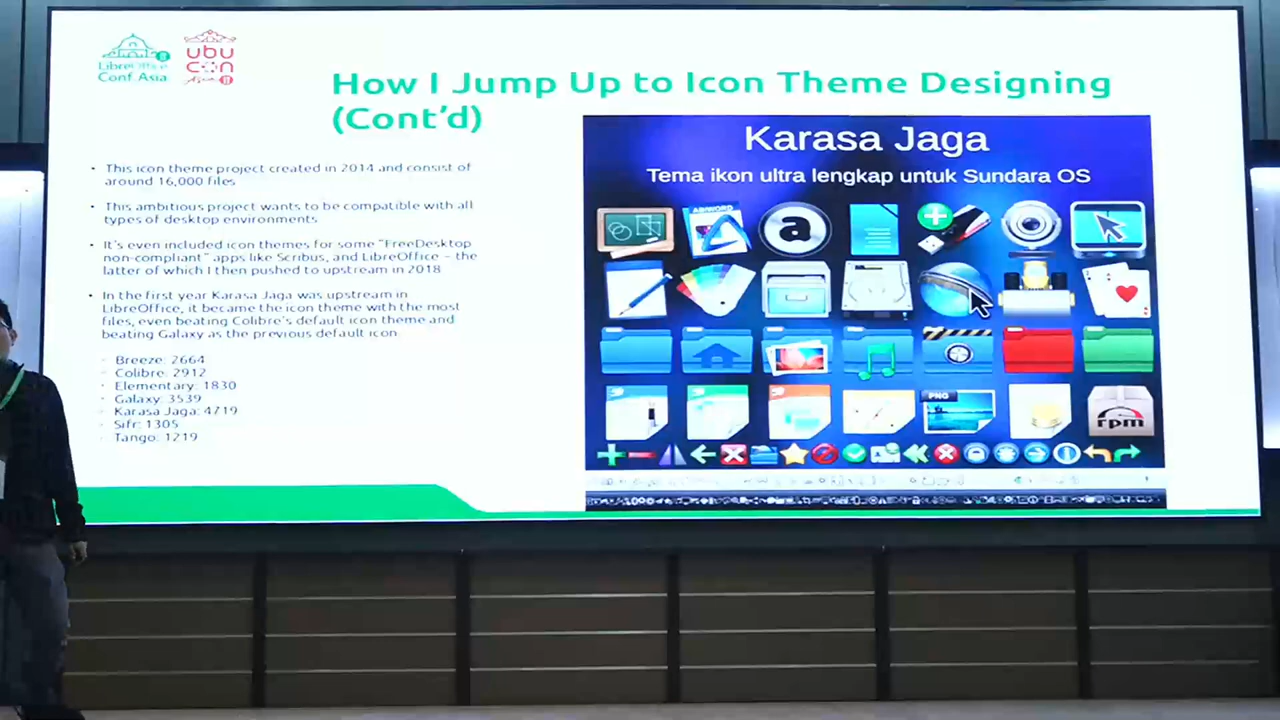 LibreOffice
Conf Asia
ubu
con
Asia
How I Jump Up to Icon Theme Designing
(Cont'd)
• This icon theme project created in 2014 and consist of
around 16,000 files
• This ambitious project wants to be compatible with all
types of desktop environments
• It's even included icon themes for some "FreeDesktop
non-compliant" apps like Scribus, and LibreOffice – the
latter of which I then pushed to upstream in 2018
• In the first year Karasa Jaga was upstream in
LibreOffice, it became the icon theme with the most
files, even beating Colibre's default icon theme and
beating Galaxy as the previous default icon
Breeze: 2664
Colibre: 2912
Elementary: 1830
Galaxy: 3539
Karasa Jaga: 4719
Sifr: 1305
Tango: 1219
Karasa Jaga
Tema ikon ultra lengkap untuk Sundara OS
ABIWORD
a
PNG
rpm